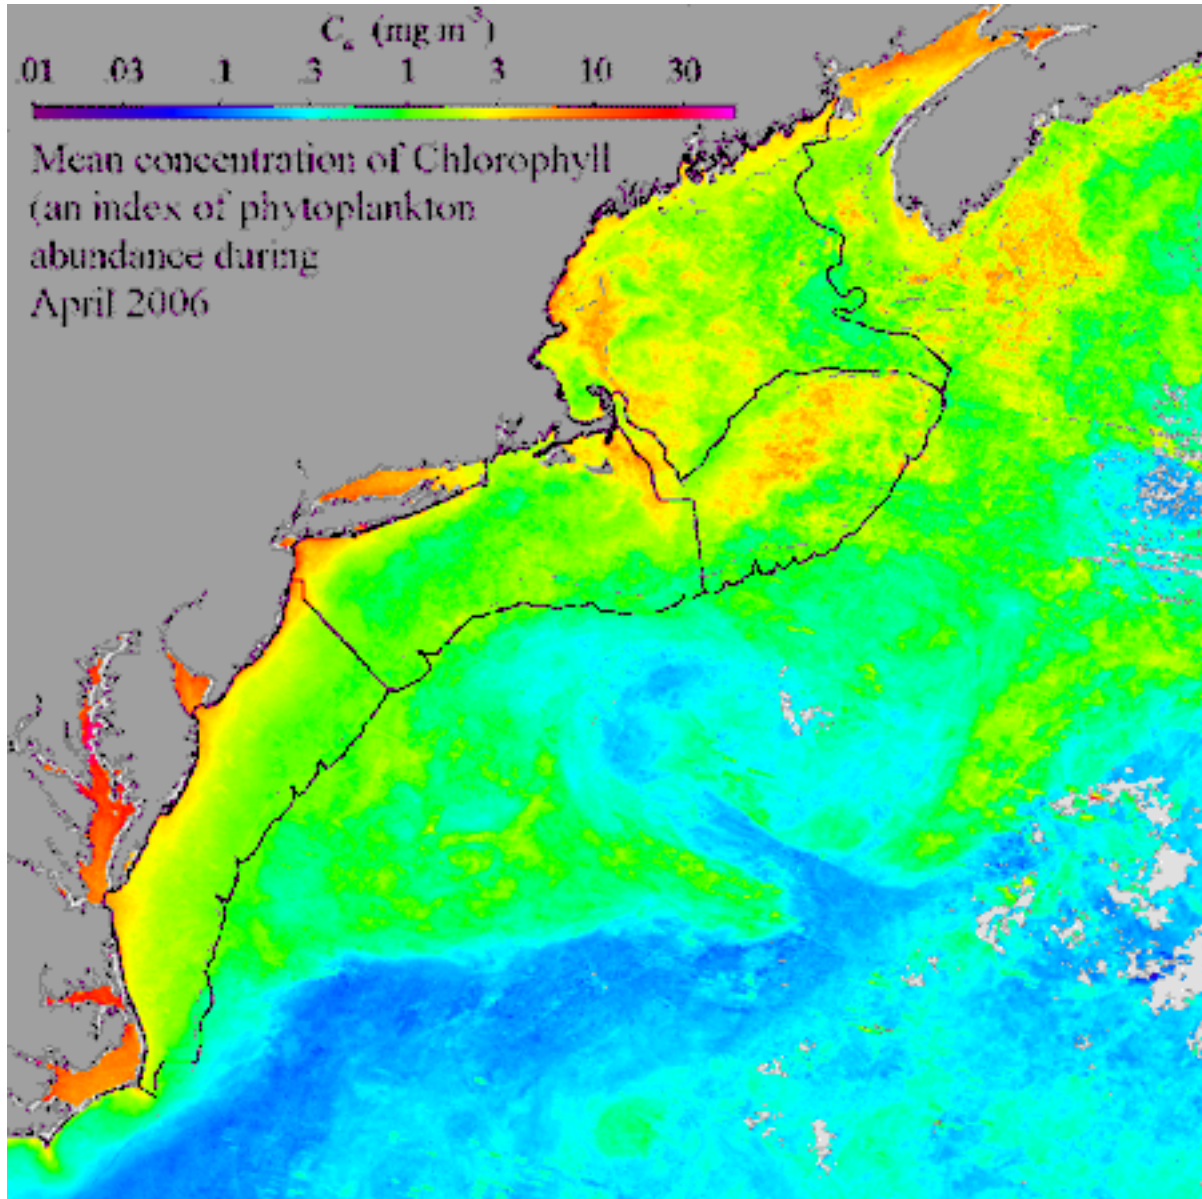 Ca (mg m-3)
.01 .03 .1 .3 1 3 10 30
Mean concentration of Chlorophyll
(an index of phytoplankton
abundance during
April 2006